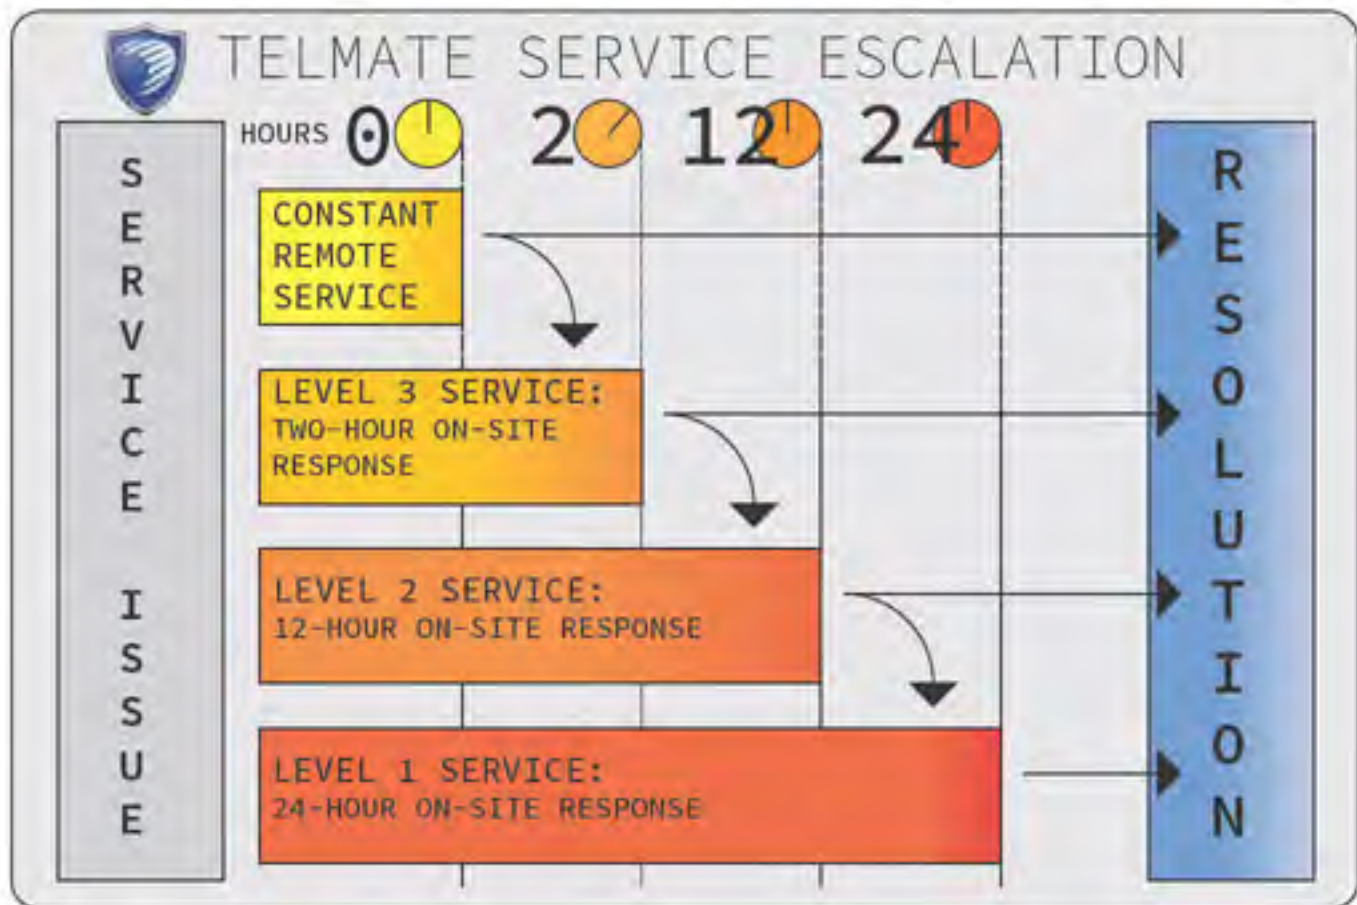 TELMATE SERVICE ESCALATION
HOURS 0 2 12 24
SERVICE ISSUE
CONSTANT
REMOTE
SERVICE
LEVEL 3 SERVICE:
TWO-HOUR ON-SITE
RESPONSE
LEVEL 2 SERVICE:
12-HOUR ON-SITE RESPONSE
LEVEL 1 SERVICE:
24-HOUR ON-SITE RESPONSE
RESOLUTION